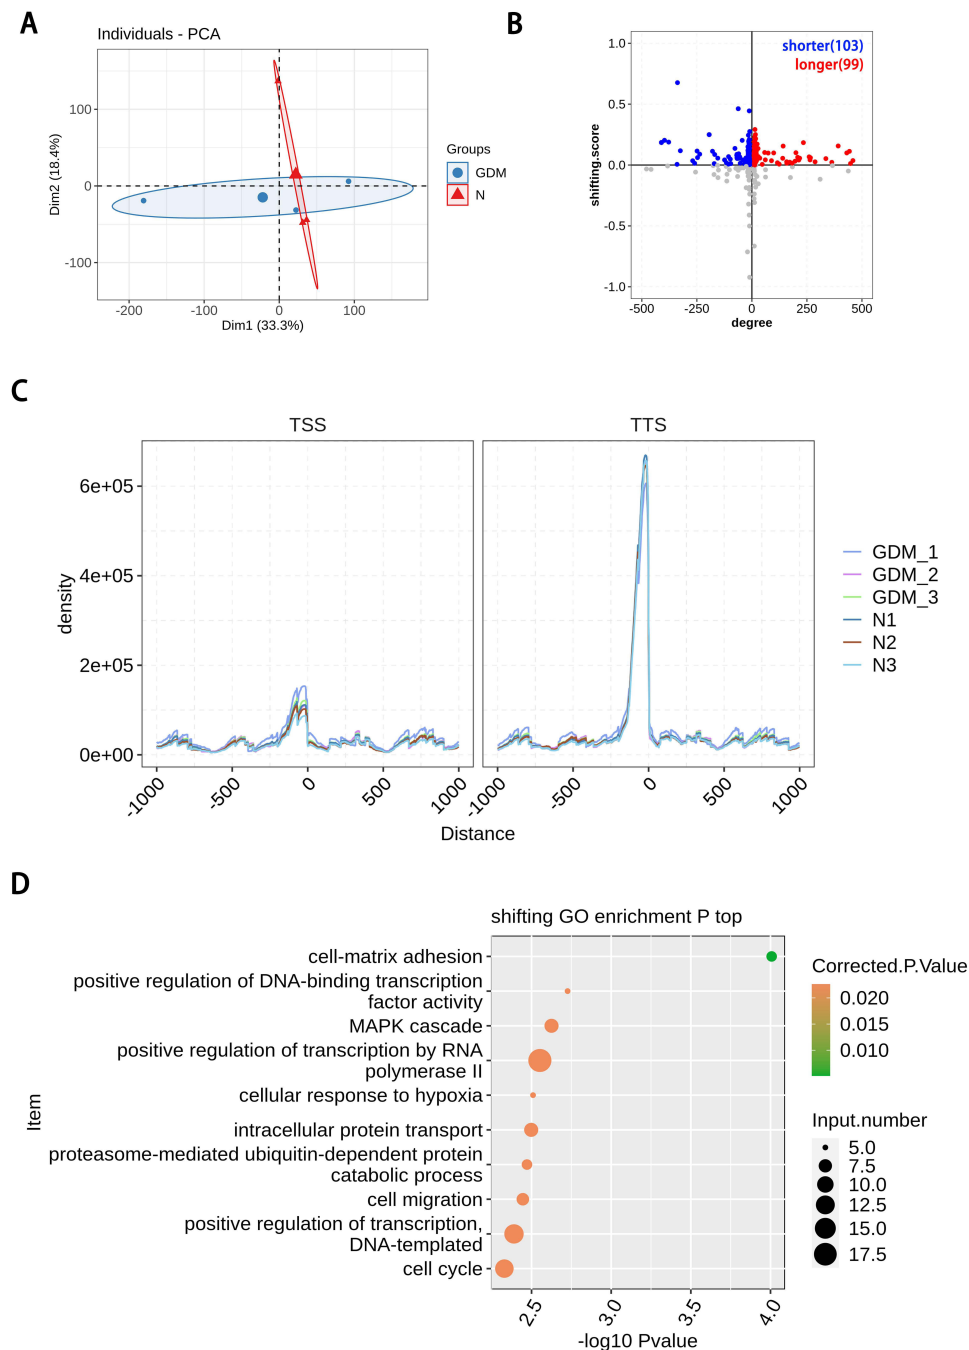 A
Individuals - PCA
Dim2 (18.4%)
100
0
-100
-200
-100
0
100
Dim1 (33.3%)
Groups
GDM
N
B
shorter(103)
longer(99)
shifting.score
1.0
0.5
0.0
-0.5
-1.0
-500
-250
0
250
500
degree
C
TSS
TTS
density
6e+05
4e+05
2e+05
0e+00
-1000
-500
0
500
1000
-1000
-500
0
500
1000
Distance
GDM_1
GDM_2
GDM_3
N1
N2
N3
D
shifting GO enrichment P top
Item
cell-matrix adhesion
positive regulation of DNA-binding transcription
factor activity
MAPK cascade
positive regulation of transcription by RNA
polymerase II
cellular response to hypoxia
intracellular protein transport
proteasome-mediated ubiquitin-dependent protein
catabolic process
cell migration
positive regulation of transcription,
DNA-templated
cell cycle
2.5
3.0
3.5
4.0
-log10 Pvalue
Corrected.P.Value
0.020
0.015
0.010
Input.number
5.0
7.5
10.0
12.5
15.0
17.5